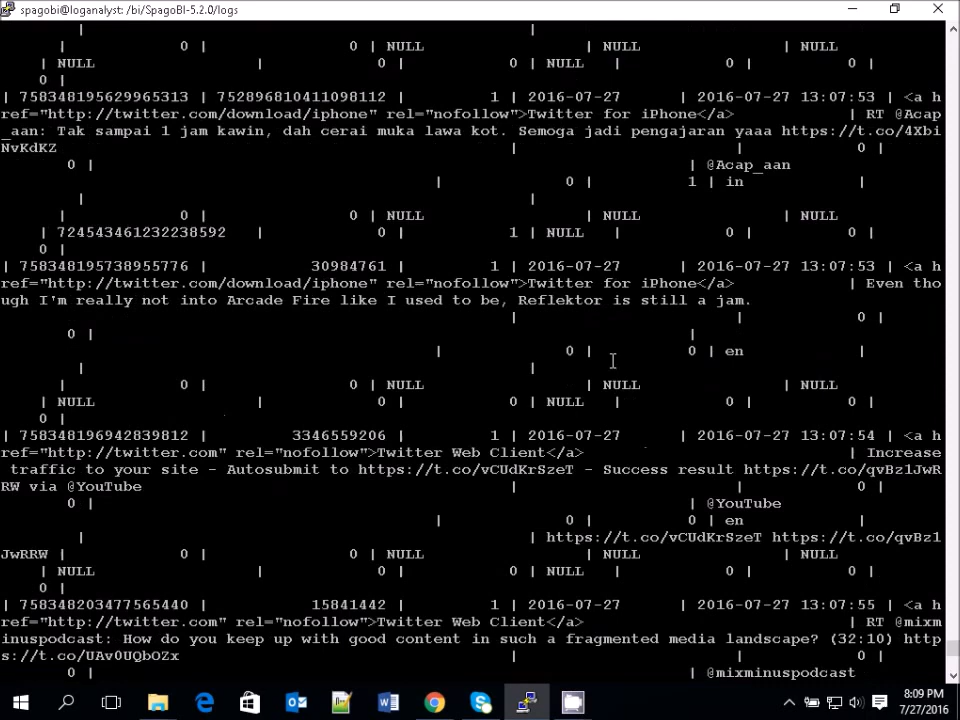 spagobi@loganalyst: /bi/SpagoBI-5.2.0/logs
|                                                                 |
|               0 |                    0 | NULL                         | NULL                    | NULL
| NULL                        |               0 |               0 | NULL      |              0 |              0 |
0 |
| 758348195629965313 | 752896810411098112 |             1 | 2016-07-27        | 2016-07-27 13:07:53 | <a h
ref="http://twitter.com/download/iphone" rel="nofollow">Twitter for iPhone</a>                | RT @Acap
_aan: Tak sampai 1 jam kawin, dah cerai muka lawa kot. Semoga jadi pengajaran yaaa https://t.co/4Xbi
NvKdKZ                                                            |                             |              0 |
0 |                                                                             | @Acap_aan
|                0 |            1 | in               |
|                                                                 |
|               0 |                    0 | NULL                         | NULL                    | NULL
| 724543461232238592    |               0 |             1 | NULL      |              0 |              0 |
0 |
| 758348195738955776 |           30984761 |             1 | 2016-07-27        | 2016-07-27 13:07:53 | <a h
ref="http://twitter.com/download/iphone" rel="nofollow">Twitter for iPhone</a>                | Even tho
ugh I'm really not into Arcade Fire like I used to be, Reflektor is still a jam.
|                             |              0 |
0 |                                                                             |
|                0 |            0 | en               |
|                                                                 |
|               0 |                    0 | NULL                         | NULL                    | NULL
| NULL                        |               0 |               0 | NULL      |              0 |              0 |
0 |
| 758348196942839812 |         3346559206 |             1 | 2016-07-27        | 2016-07-27 13:07:54 | <a h
ref="http://twitter.com" rel="nofollow">Twitter Web Client</a>                                | Increase
traffic to your site - Autosubmit to https://t.co/vCUdKrSzeT - Success result https://t.co/qvBz1JwR
RW via @YouTube                                                   |                             |              0 |
0 |                                                                             | @YouTube
|                0 |            0 | en               |
|                                                                 | https://t.co/vCUdKrSzeT https://t.co/qvBz1
JwRRW |               0 |                    0 | NULL                         | NULL                    | NULL
| NULL                        |               0 |               0 | NULL      |              0 |              0 |
0 |
| 758348203477565440 |           15841442 |             1 | 2016-07-27        | 2016-07-27 13:07:55 | <a h
ref="http://twitter.com" rel="nofollow">Twitter Web Client</a>                                | RT @mixm
inuspodcast: How do you keep up with good content in such a fragmented media landscape? (32:10) http
s://t.co/UAv0UQbOZx                                               |                             |              0 |
0 |                                                                             | @mixminuspodcast
8:09 PM
7/27/2016